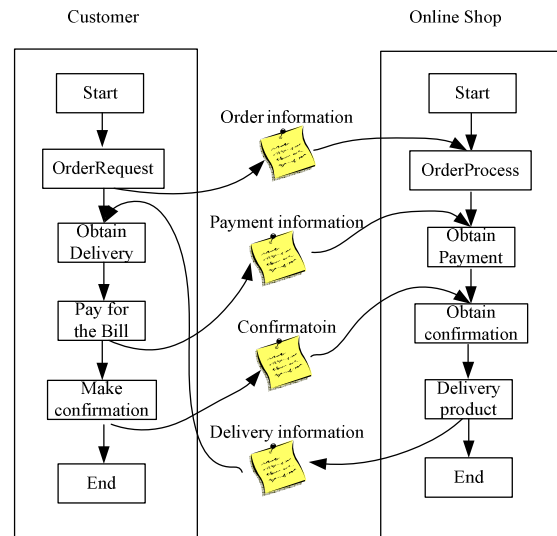 Customer
Online Shop
Start
Start
Order information
OrderRequest
OrderProcess
Obtain
Delivery
Payment information
Obtain
Payment
Pay for
the Bill
Confirmatoin
Obtain
confirmation
Make
confirmation
Delivery
product
Delivery information
End
End